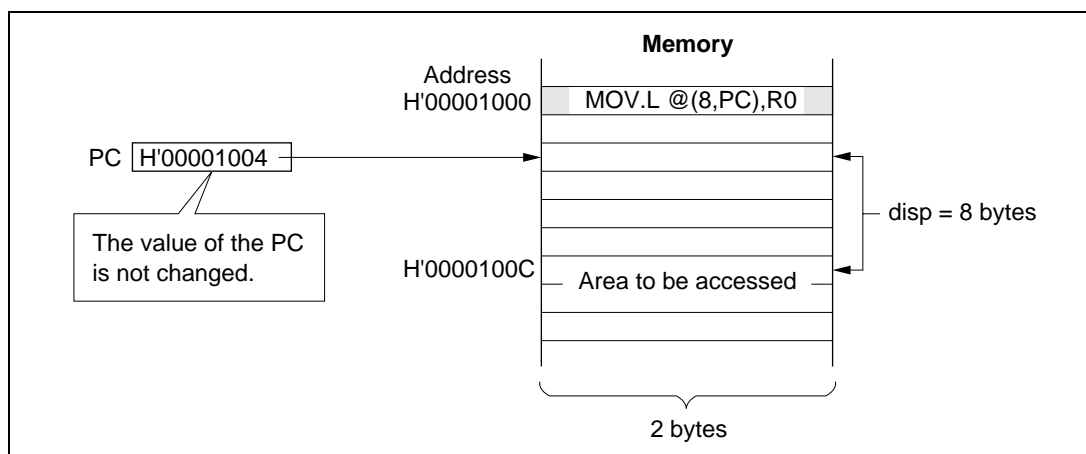 Memory
Address
H'00001000
MOV.L @(8,PC),R0
PC H'00001004
disp = 8 bytes
The value of the PC
is not changed.
H'0000100C
Area to be accessed
2 bytes